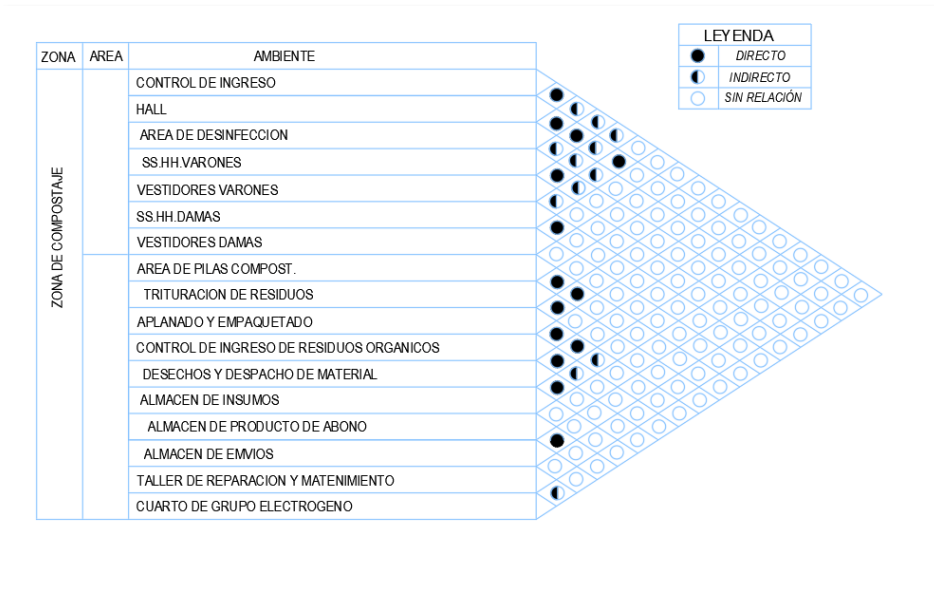 LEYENDA
DIRECTO
INDIRECTO
SIN RELACIÓN
ZONA AREA AMBIENTE
ZONA DE COMPOSTAJE
CONTROL DE INGRESO
HALL
AREA DE DESINFECCION
SS.HH.VARONES
VESTIDORES VARONES
SS.HH.DAMAS
VESTIDORES DAMAS
AREA DE PILAS COMPOST.
TRITURACION DE RESIDUOS
APLANADO Y EMPAQUETADO
CONTROL DE INGRESO DE RESIDUOS ORGANICOS
DESECHOS Y DESPACHO DE MATERIAL
ALMACEN DE INSUMOS
ALMACEN DE PRODUCTO DE ABONO
ALMACEN DE EMVIOS
TALLER DE REPARACION Y MATENIMIENTO
CUARTO DE GRUPO ELECTROGENO